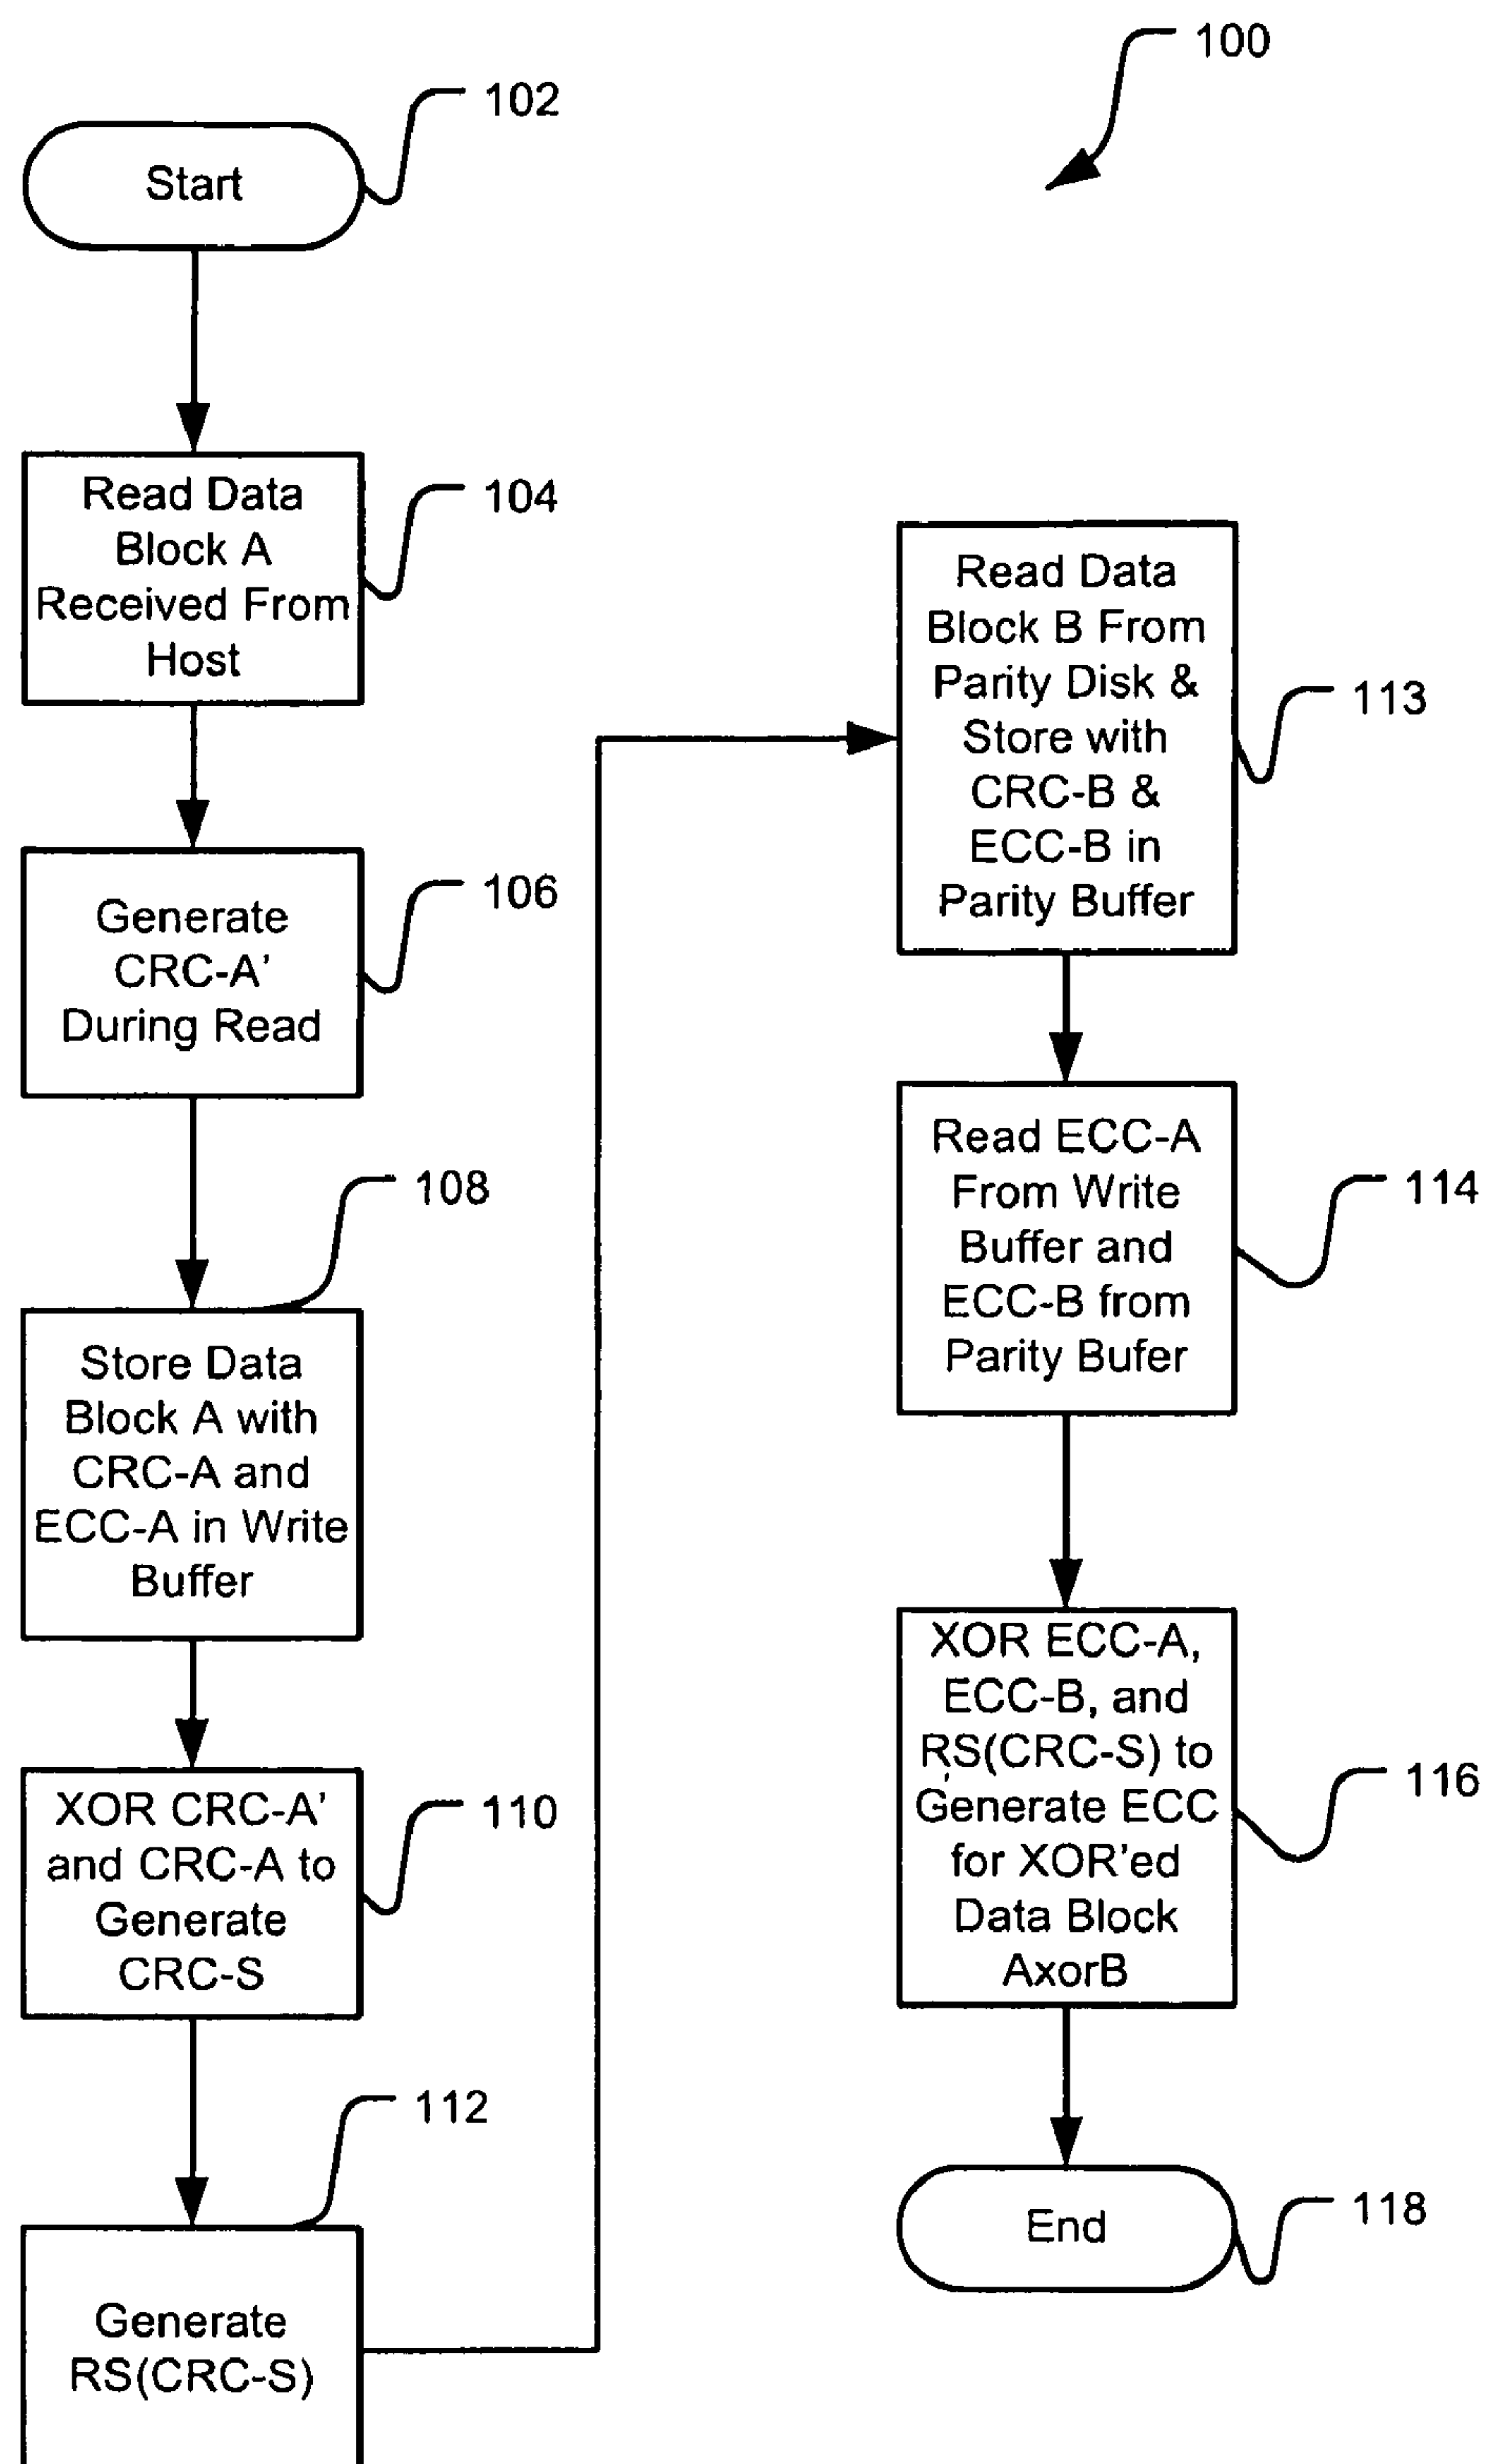 100
102
Start
Read Data
Block A
Received From
Host
104
Generate
CRC-A'
During Read
106
108
Store Data
Block A with
CRC-A and
ECC-A in Write
Buffer
XOR CRC-A'
and CRC-A to
Generate
CRC-S
110
112
Generate
RS(CRC-S)
Read Data
Block B From
Parity Disk &
Store with
CRC-B &
ECC-B in
Parity Buffer
113
Read ECC-A
From Write
Buffer and
ECC-B from
Parity Bufer
114
XOR ECC-A,
ECC-B, and
RS(CRC-S) to
Generate ECC
for XOR'ed
Data Block
AxorB
116
End
118